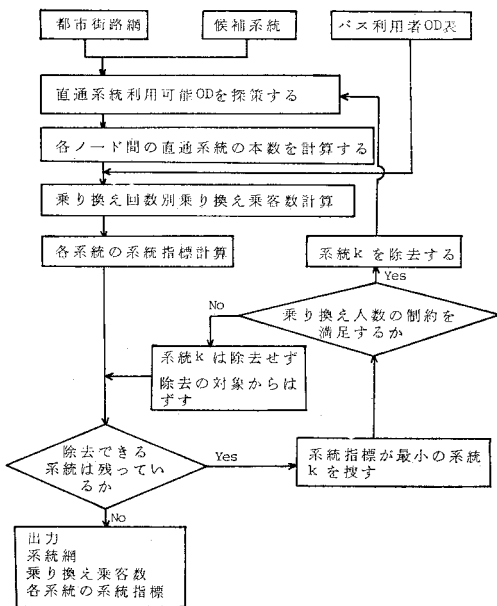 都市街路網
候補系統
バス利用者OD表
直通系統利用可能ODを探策する
各ノード間の直通系統の本数を計算する
乗り換え回数別乗り換え乗客数計算
各系統の系統指標計算
系統kを除去する
Yes
乗り換え人数の制約を
満足するか
No
系統kは除去せず
除去の対象からは
ずす
除去できる
系統は残ってい
るか
Yes
系統指標が最小の系統
kを捜す
No
出力
系統網
乗り換え乗客数
各系統の系統指標